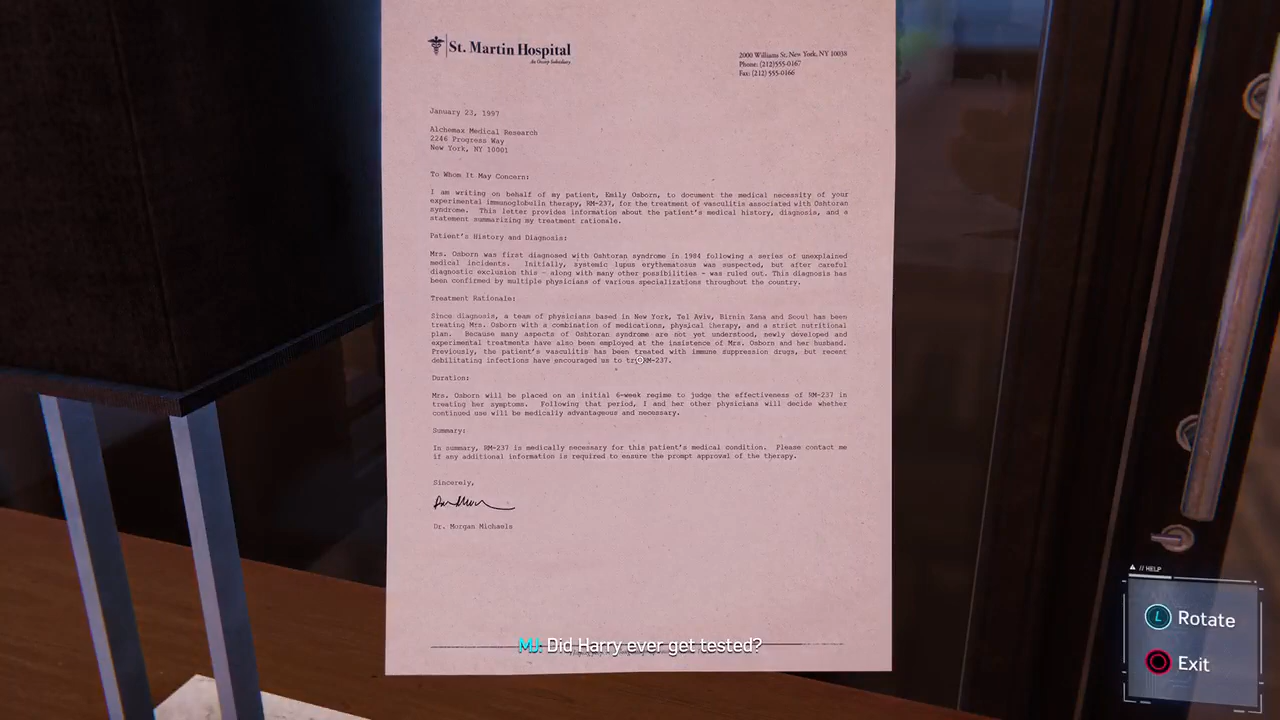 St. Martin Hospital
An Oscorp Subsidiary
2000 Williams St, New York, NY 10038
Phone: (212)555-0167
Fax: (212) 555-0166
January 23, 1997
Alchemax Medical Research
2246 Progress Way
New York, NY 10001
To Whom It May Concern:
I am writing on behalf of my patient, Emily Osborn, to document the medical necessity of your
experimental immunoglobulin therapy, RM-237, for the treatment of vasculitis associated with Oshtoran
syndrome. This letter provides information about the patient's medical history, diagnosis, and a
statement summarizing my treatment rationale.
Patient's History and Diagnosis:
Mrs. Osborn was first diagnosed with Oshtoran syndrome in 1984 following a series of unexplained
medical incidents. Initially, systemic lupus erythematosus was suspected, but after careful
diagnostic exclusion this - along with many other possibilities - was ruled out. This diagnosis has
been confirmed by multiple physicians of various specializations throughout the country.
Treatment Rationale:
Since diagnosis, a team of physicians based in New York, Tel Aviv, Birnin Zana and Seoul has been
treating Mrs. Osborn with a combination of medications, physical therapy, and a strict nutritional
plan. Because many aspects of Oshtoran syndrome are not yet understood, newly developed and
experimental treatments have also been employed at the insistence of Mrs. Osborn and her husband.
Previously, the patient's vasculitis has been treated with immune suppression drugs, but recent
debilitating infections have encouraged us to try RM-237.
Duration:
Mrs. Osborn will be placed on an initial 6-week regime to judge the effectiveness of RM-237 in
treating her symptoms. Following that period, I and her other physicians will decide whether
continued use will be medically advantageous and necessary.
Summary:
In summary, RM-237 is medically necessary for this patient's medical condition. Please contact me
if any additional information is required to ensure the prompt approval of the therapy.
Sincerely,
Dr. Morgan Michaels
MJ: Did Harry ever get tested?
// HELP
L Rotate
Exit